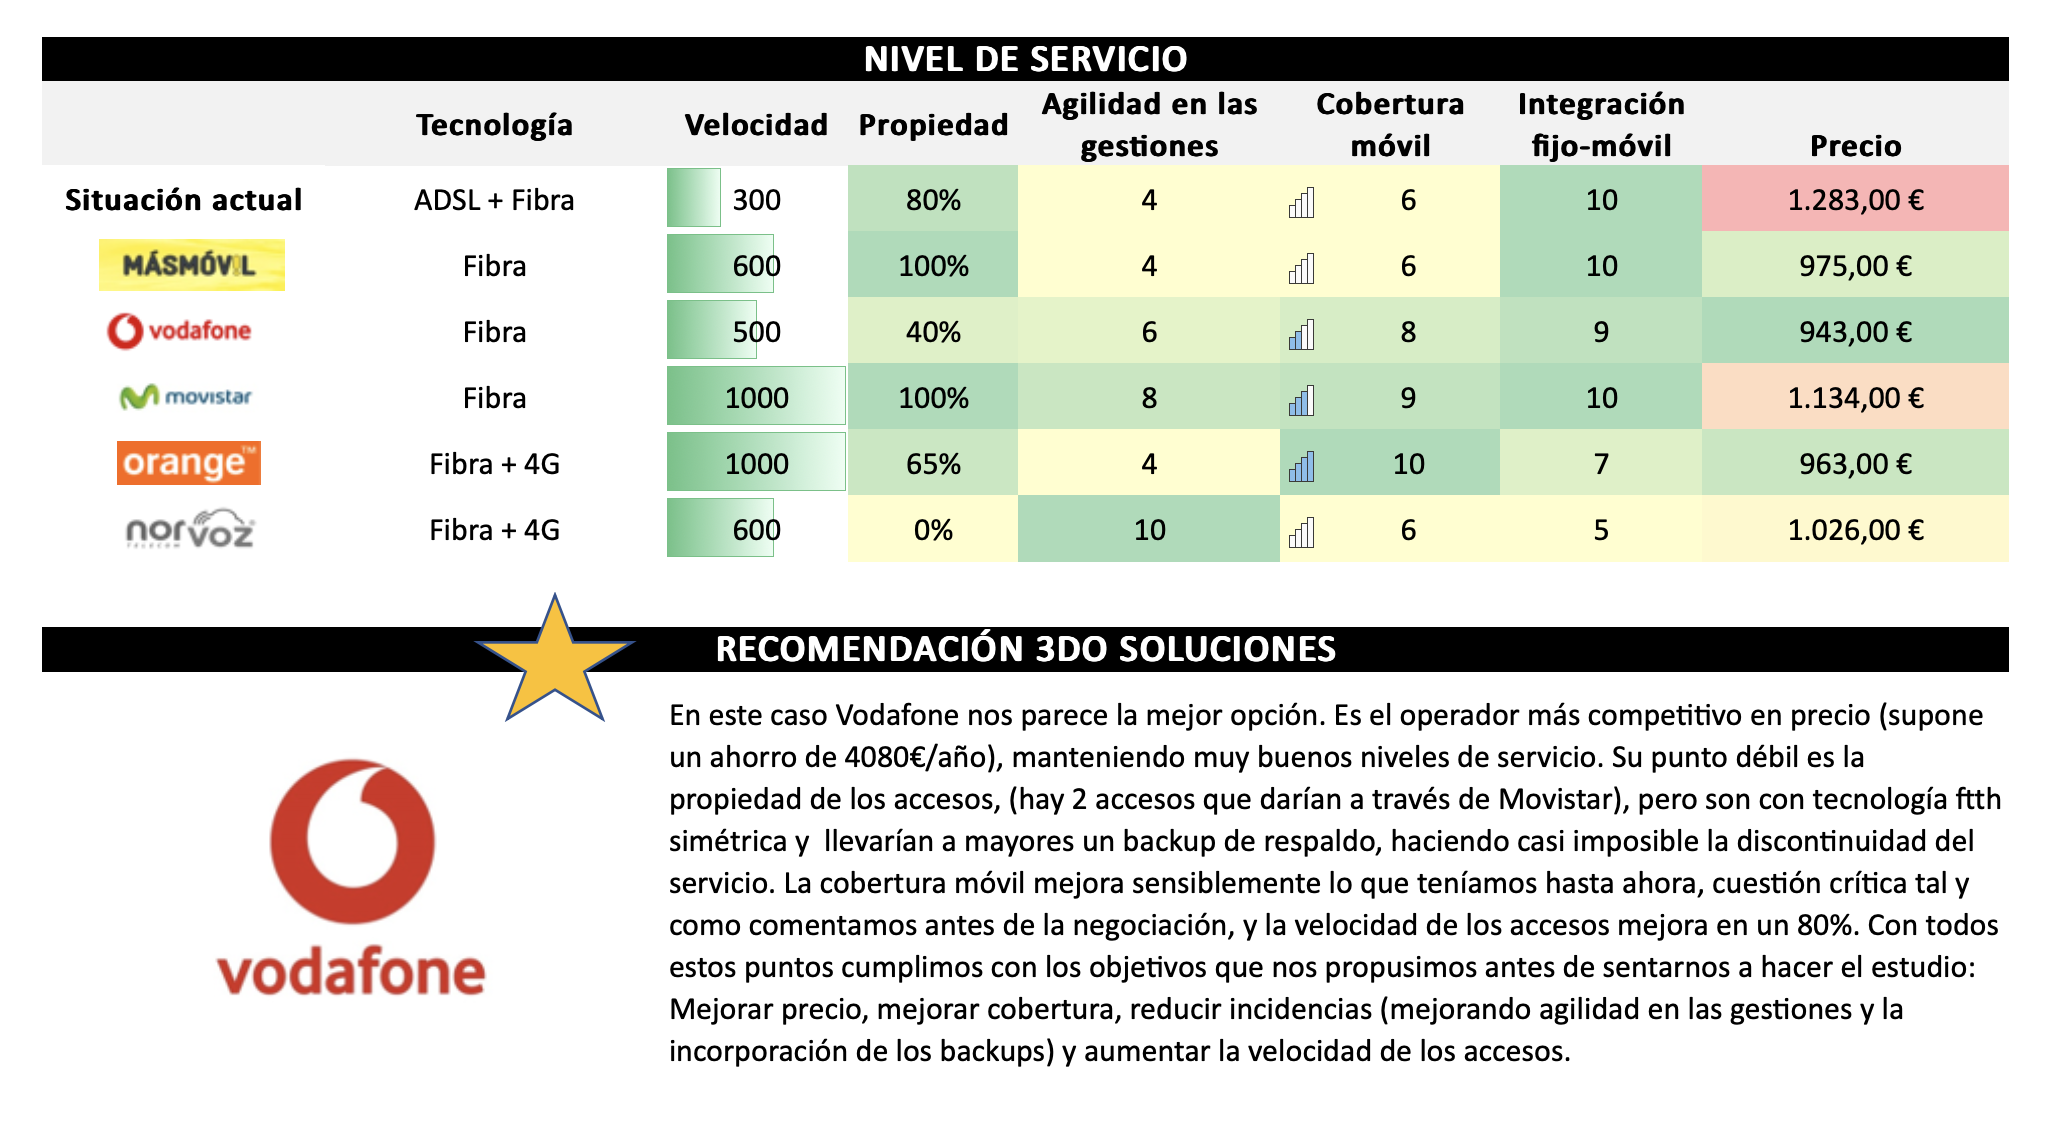 NIVEL DE SERVICIO
Tecnología Velocidad Propiedad Agilidad en las gestiones Cobertura móvil Integración fijo-móvil Precio
Situación actual ADSL + Fibra 300 80% 4 6 10 1.283,00 €
MÁSMÓVIL Fibra 600 100% 4 6 10 975,00 €
vodafone Fibra 500 40% 6 8 9 943,00 €
movistar Fibra 1000 100% 8 9 10 1.134,00 €
orange™ Fibra + 4G 1000 65% 4 10 7 963,00 €
norvoz TELECOM Fibra + 4G 600 0% 10 6 5 1.026,00 €
RECOMENDACIÓN 3DO SOLUCIONES
En este caso Vodafone nos parece la mejor opción. Es el operador más competitivo en precio (supone
un ahorro de 4080€/año), manteniendo muy buenos niveles de servicio. Su punto débil es la
propiedad de los accesos, (hay 2 accesos que darían a través de Movistar), pero son con tecnología ftth
simétrica y  llevarían a mayores un backup de respaldo, haciendo casi imposible la discontinuidad del
servicio. La cobertura móvil mejora sensiblemente lo que teníamos hasta ahora, cuestión crítica tal y
como comentamos antes de la negociación, y la velocidad de los accesos mejora en un 80%. Con todos
estos puntos cumplimos con los objetivos que nos propusimos antes de sentarnos a hacer el estudio:
Mejorar precio, mejorar cobertura, reducir incidencias (mejorando agilidad en las gestiones y la
incorporación de los backups) y aumentar la velocidad de los accesos.
vodafone